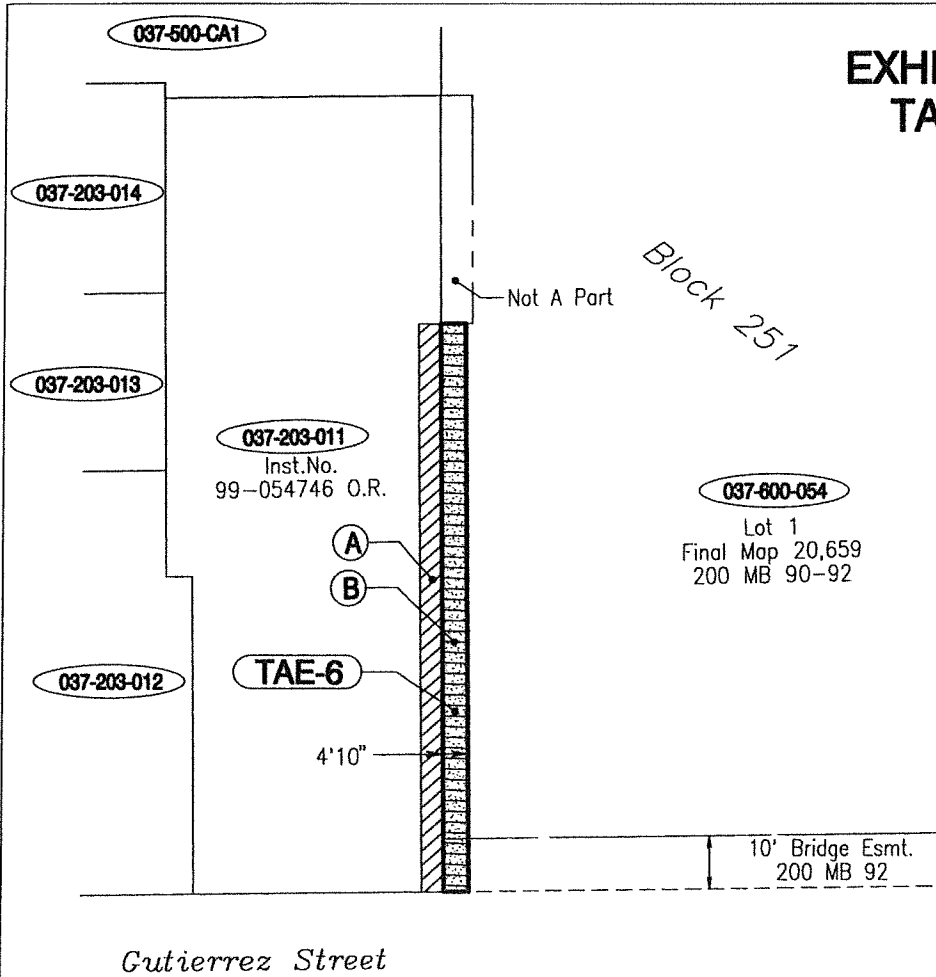 037-500-CA1
EXHI
TA
037-203-014
Block 251
Not A Part
037-203-013
037-203-011
Inst.No.
99-054746 O.R.
037-600-054
Lot 1
Final Map 20,659
200 MB 90-92
A
B
TAE-6
037-203-012
4'10"
10' Bridge Esmt.
200 MB 92
Gutierrez Street